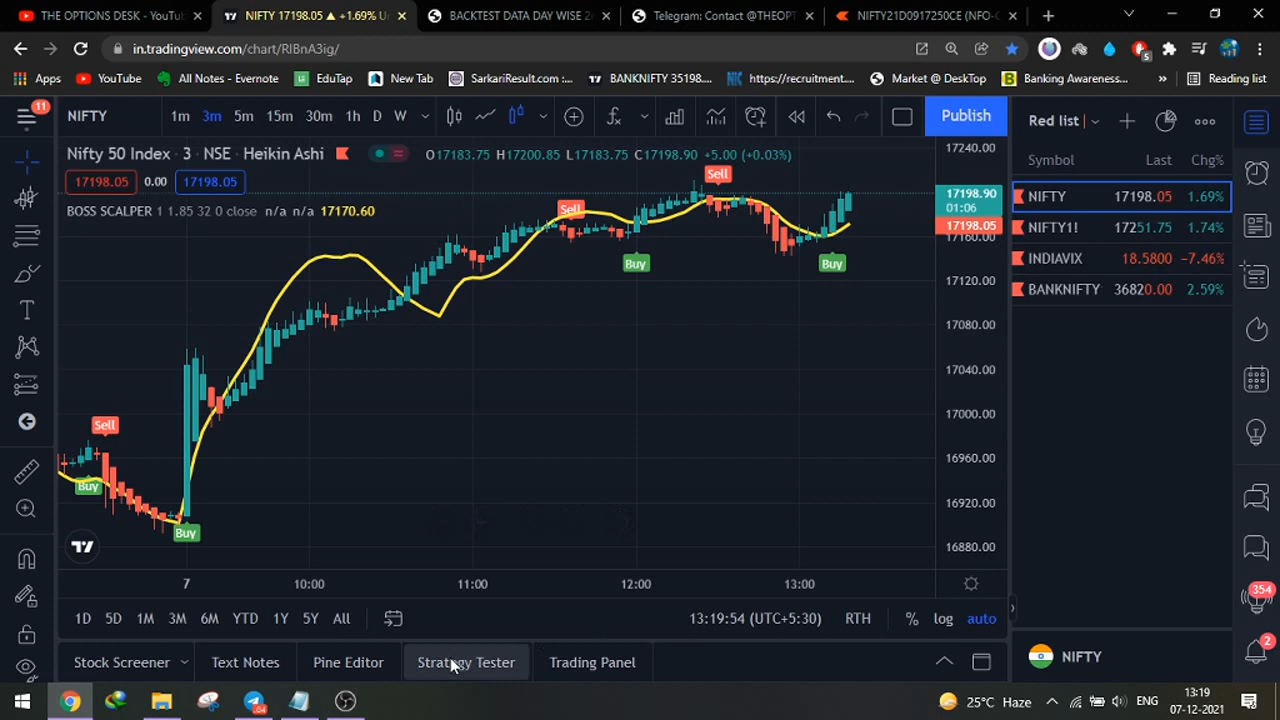 THE OPTIONS DESK - YouTu
NIFTY 17198.05 ▲ +1.69% U
BACKTEST DATA DAY WISE 2
Telegram: Contact @THEOPT
NIFTY21D0917250CE (NFO-
in.tradingview.com/chart/RlBnA3ig/
5
Apps
YouTube
All Notes - Evernote
EduTap
New Tab
SarkariResult.com :...
BANKNIFTY 35198....
https://recruitment....
Market @ DeskTop
Banking Awareness...
»
Reading list
11
NIFTY
1m
3m
5m
15m
30m
1h
D
W
Publish
Red list
Nifty 50 Index · 3 · NSE · Heikin Ashi
O17183.75 H17200.85 L17183.75 C17198.90 +5.00 (+0.03%)
17198.05
0.00
17198.05
BOSS SCALPER 1 1.85 32 0 close n/a n/a 17170.60
Symbol
Last
Chg%
NIFTY 17198.05 1.69%
NIFTY1! 17251.75 1.74%
INDIAVIX 18.5800 -7.46%
BANKNIFTY 36820.00 2.59%
Sell
Sell
Sell
Buy
Buy
Buy
Buy
17240.00
17198.90
01:06
17198.05
17160.00
17120.00
17080.00
17040.00
17000.00
16960.00
16920.00
16880.00
7
10:00
11:00
12:00
13:00
1D
5D
1M
3M
6M
YTD
1Y
5Y
All
13:19:54 (UTC+5:30)
RTH
%
log
auto
354
2
Stock Screener
Text Notes
Pine Editor
Strategy Tester
Trading Panel
NIFTY
25°C Haze
ENG
13:19
07-12-2021